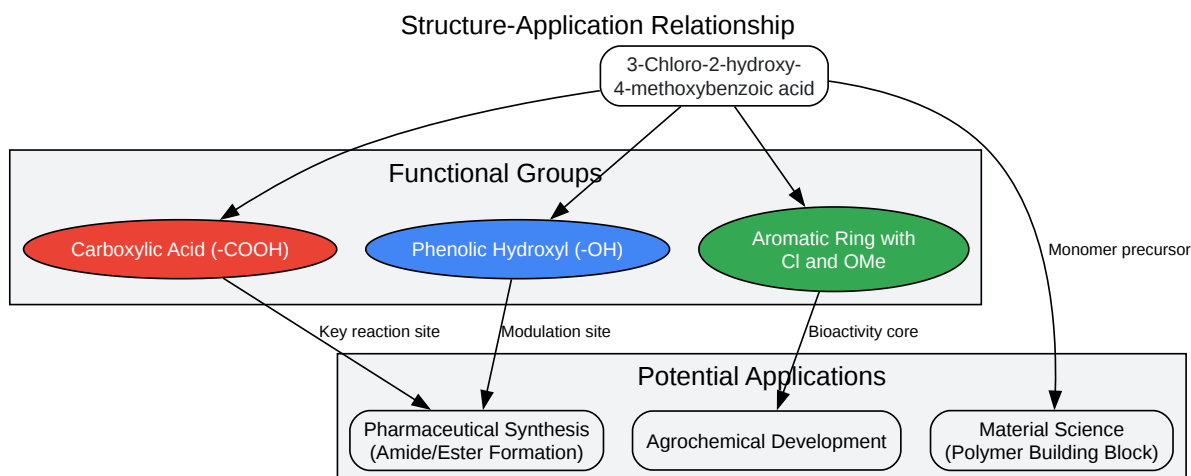 Structure-Application Relationship
3-Chloro-2-hydroxy-
4-methoxybenzoic acid
Functional Groups
Carboxylic Acid (-COOH)
Phenolic Hydroxyl (-OH)
Aromatic Ring with
Cl and OMe
Monomer precursor
Key reaction site
Modulation site
Bioactivity core
Potential Applications
Pharmaceutical Synthesis
(Amide/Ester Formation)
Agrochemical Development
Material Science
(Polymer Building Block)